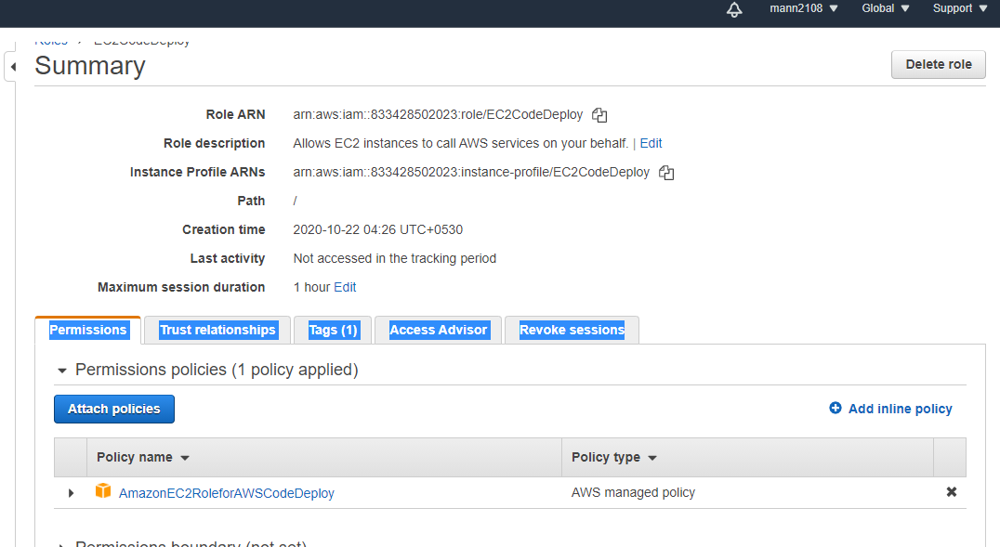 mann2108 Global Support
Roles EC2CodeDeploy
Summary
Delete role
Role ARN arn:aws:iam::833428502023:role/EC2CodeDeploy
Role description Allows EC2 instances to call AWS services on your behalf. | Edit
Instance Profile ARNs arn:aws:iam::833428502023:instance-profile/EC2CodeDeploy
Path /
Creation time 2020-10-22 04:26 UTC+0530
Last activity Not accessed in the tracking period
Maximum session duration 1 hour Edit
Permissions Trust relationships Tags (1) Access Advisor Revoke sessions
Permissions policies (1 policy applied)
Attach policies Add inline policy
Policy name Policy type
AmazonEC2RoleforAWSCodeDeploy AWS managed policy
Permissions boundary (not set)